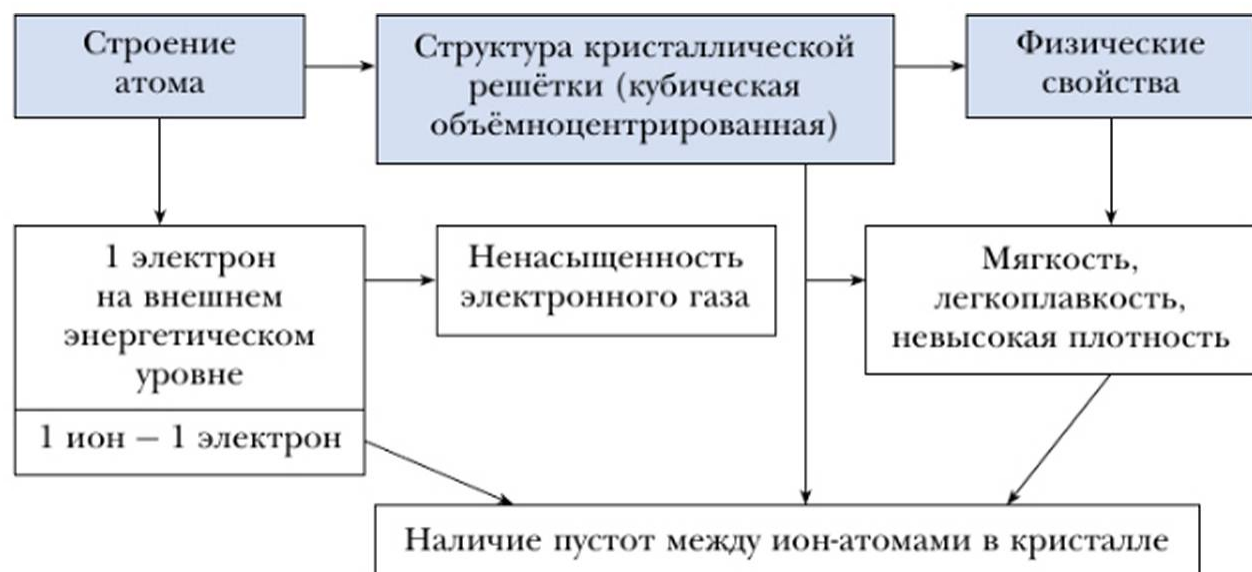 Строение
атома
Структура кристаллической
решётки (кубическая
объёмноцентрированная)
Физические
свойства
1 электрон
на внешнем
энергетическом
уровне
1 ион — 1 электрон
Ненасыщенность
электронного газа
Мягкость,
легкоплавкость,
невысокая плотность
Наличие пустот между ион-атомами в кристалле